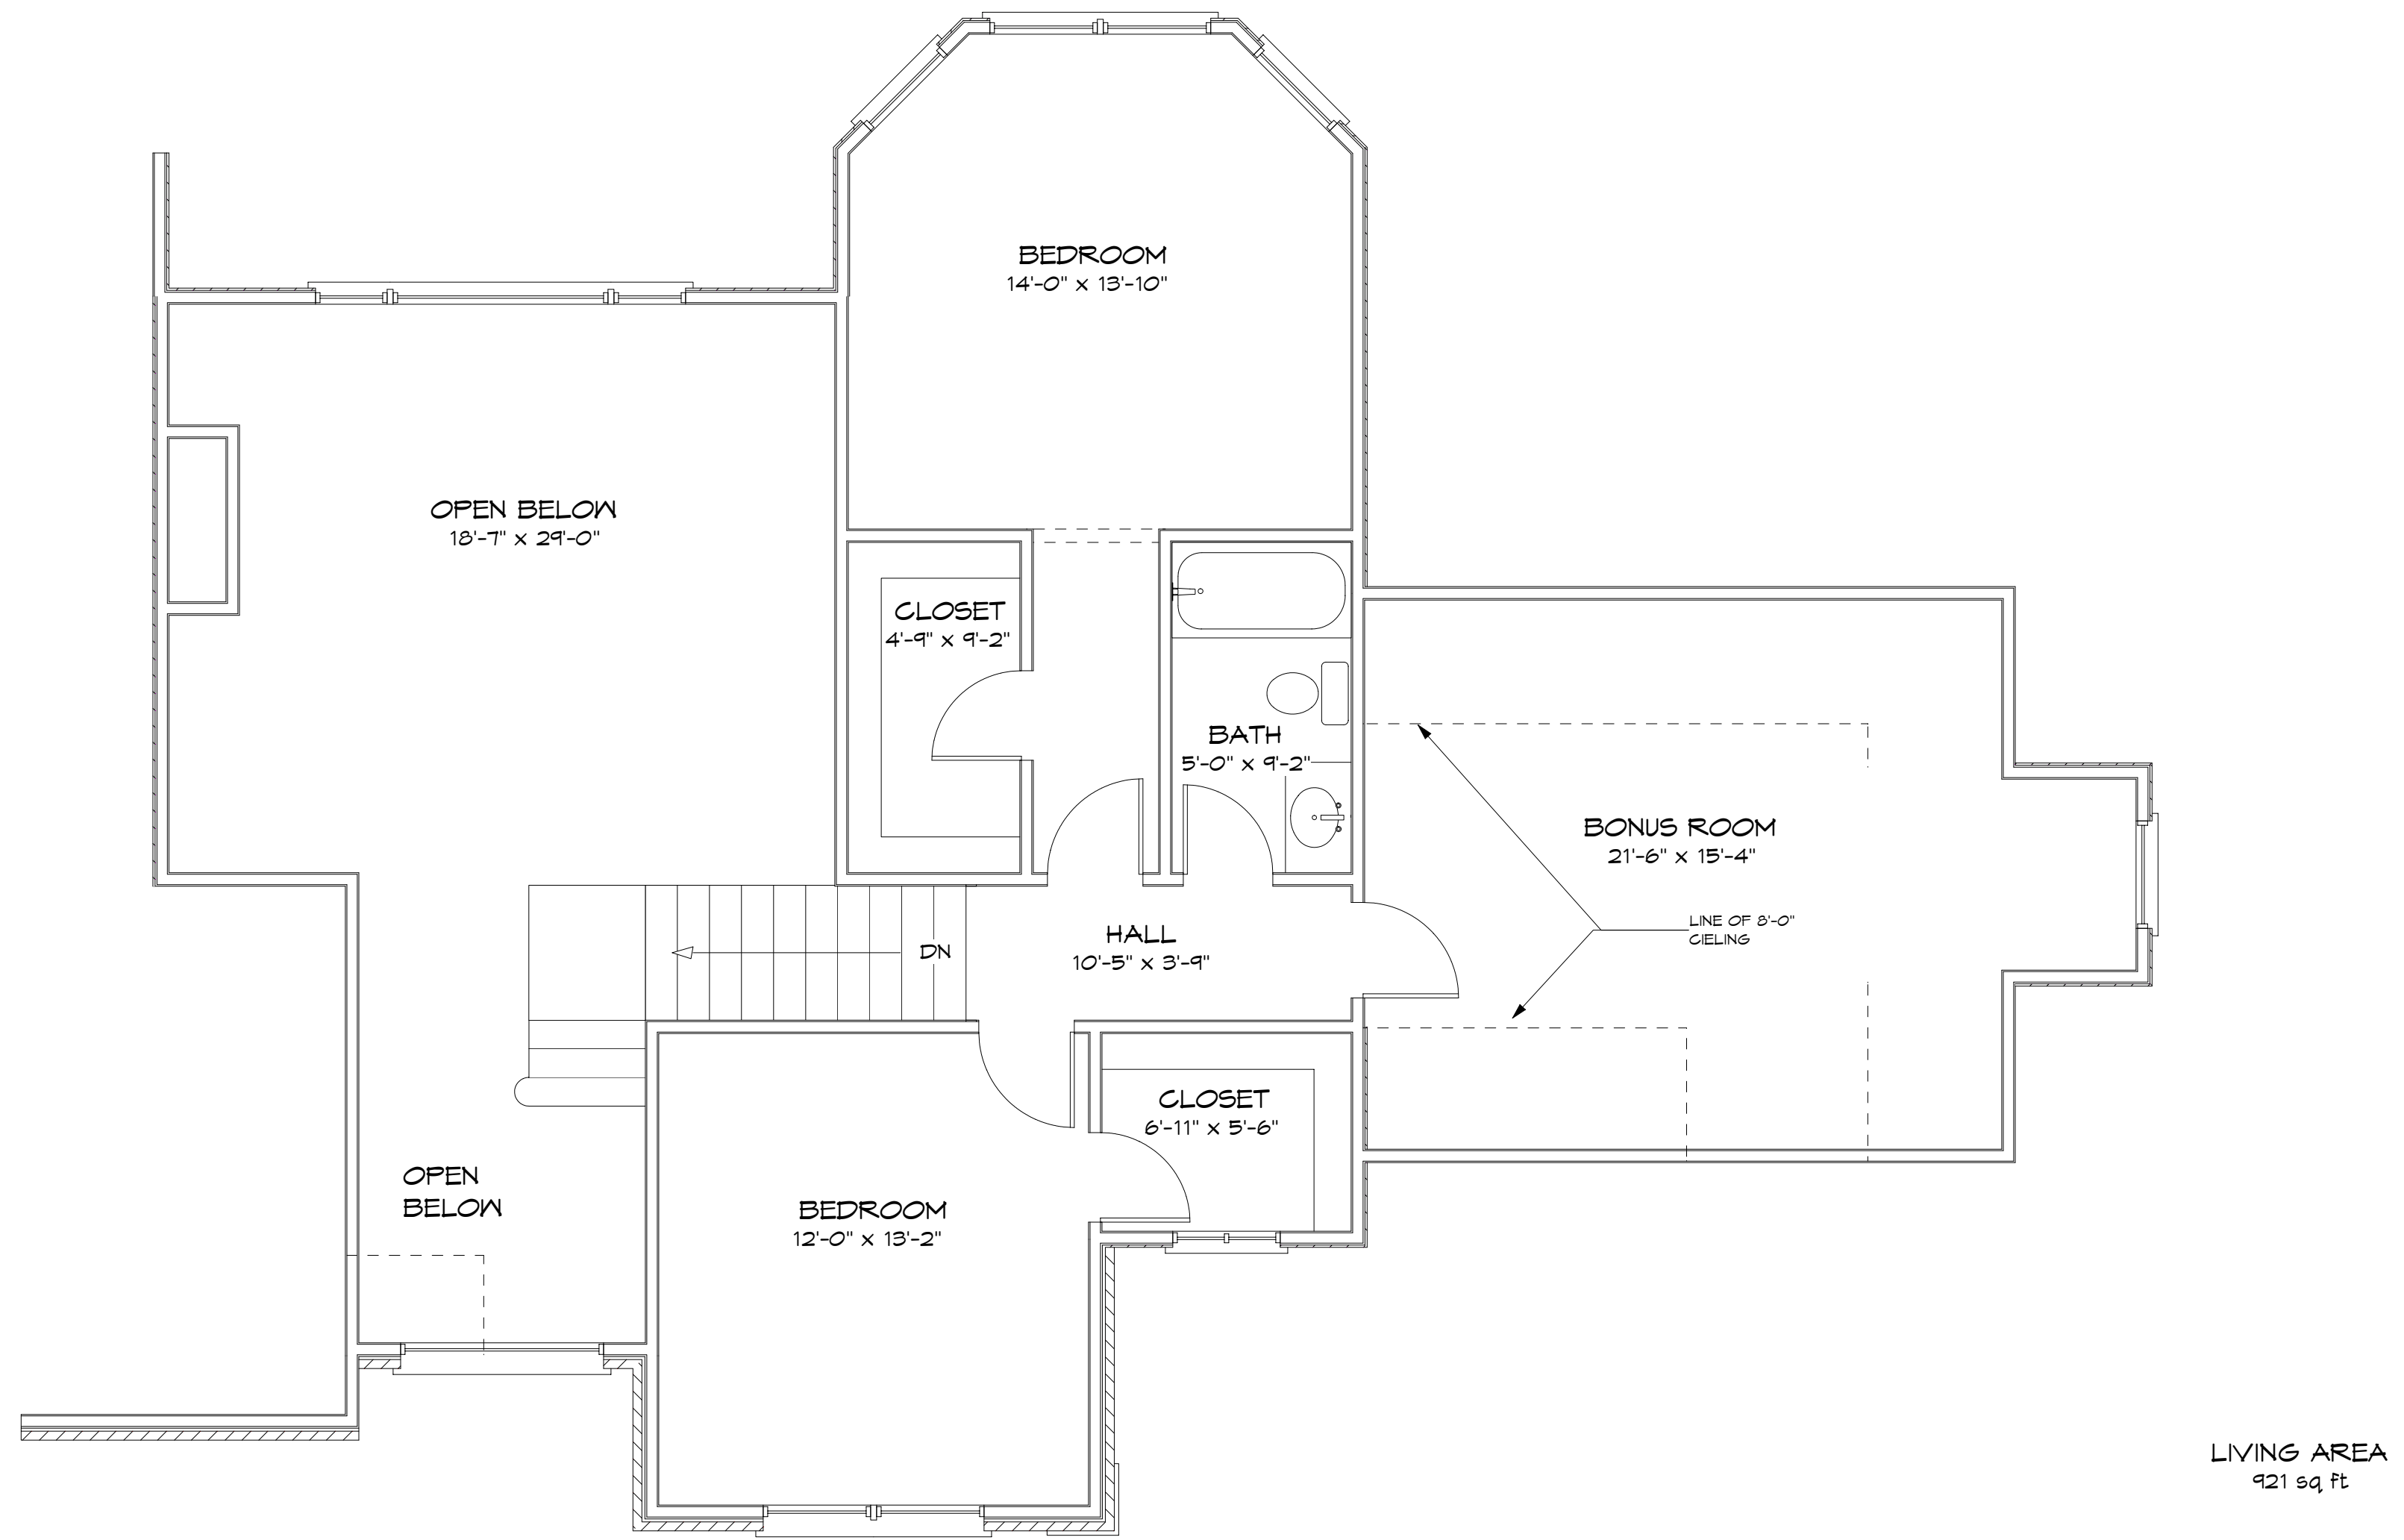 BEDROOM
14'-0" x 13'-10"
OPEN BELOW
18'-7" x 29'-0"
CLOSET
4'-9" x 9'-2"
BATH
5'-0" x 9'-2"
BONUS ROOM
21'-6" x 15'-4"
LINE OF 8'-0"
CIELING
HALL
10'-5" x 3'-9"
DN
CLOSET
6'-11" x 5'-6"
OPEN
BELOW
BEDROOM
12'-0" x 13'-2"
LIVING AREA
921 sq ft